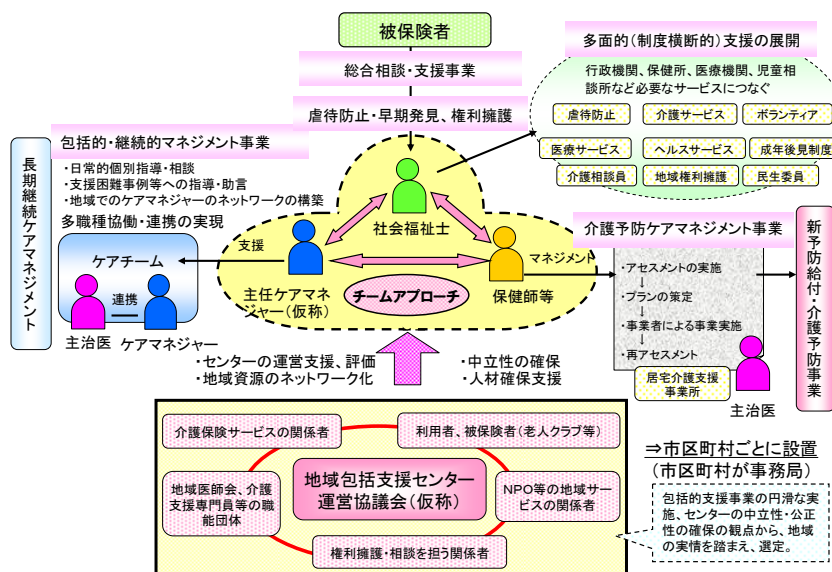 被保険者
総合相談・支援事業
虐待防止・早期発見、権利擁護
多面的(制度横断的)支援の展開
行政機関、保健所、医療機関、児童相
談所など必要なサービスにつなぐ
虐待防止
介護サービス
ボランティア
医療サービス
ヘルスサービス
成年後見制度
介護相談員
地域権利擁護
民生委員
長期継続ケアマネジメント
包括的・継続的マネジメント事業
・日常的個別指導・相談
・支援困難事例等への指導・助言
・地域でのケアマネジャーのネットワークの構築
多職種協働・連携の実現
ケアチーム
連携
主治医
ケアマネジャー
支援
社会福祉士
主任ケアマネ
ジャー(仮称)
チームアプローチ
保健師等
マネジメント
介護予防ケアマネジメント事業
・アセスメントの実施
↓
・プランの策定
↓
・事業者による事業実施
↓
・再アセスメント
居宅介護支援
事業所
主治医
新予防給付・介護予防事業
・センターの運営支援、評価
・地域資源のネットワーク化
・中立性の確保
・人材確保支援
介護保険サービスの関係者
利用者、被保険者(老人クラブ等)
地域医師会、介護
支援専門員等の職
能団体
地域包括支援センター
運営協議会(仮称)
NPO等の地域サー
ビスの関係者
権利擁護・相談を担う関係者
⇒市区町村ごとに設置
(市区町村が事務局)
包括的支援事業の円滑な実
施、センターの中立性・公正
性の確保の観点から、地域
の実情を踏まえ、選定。